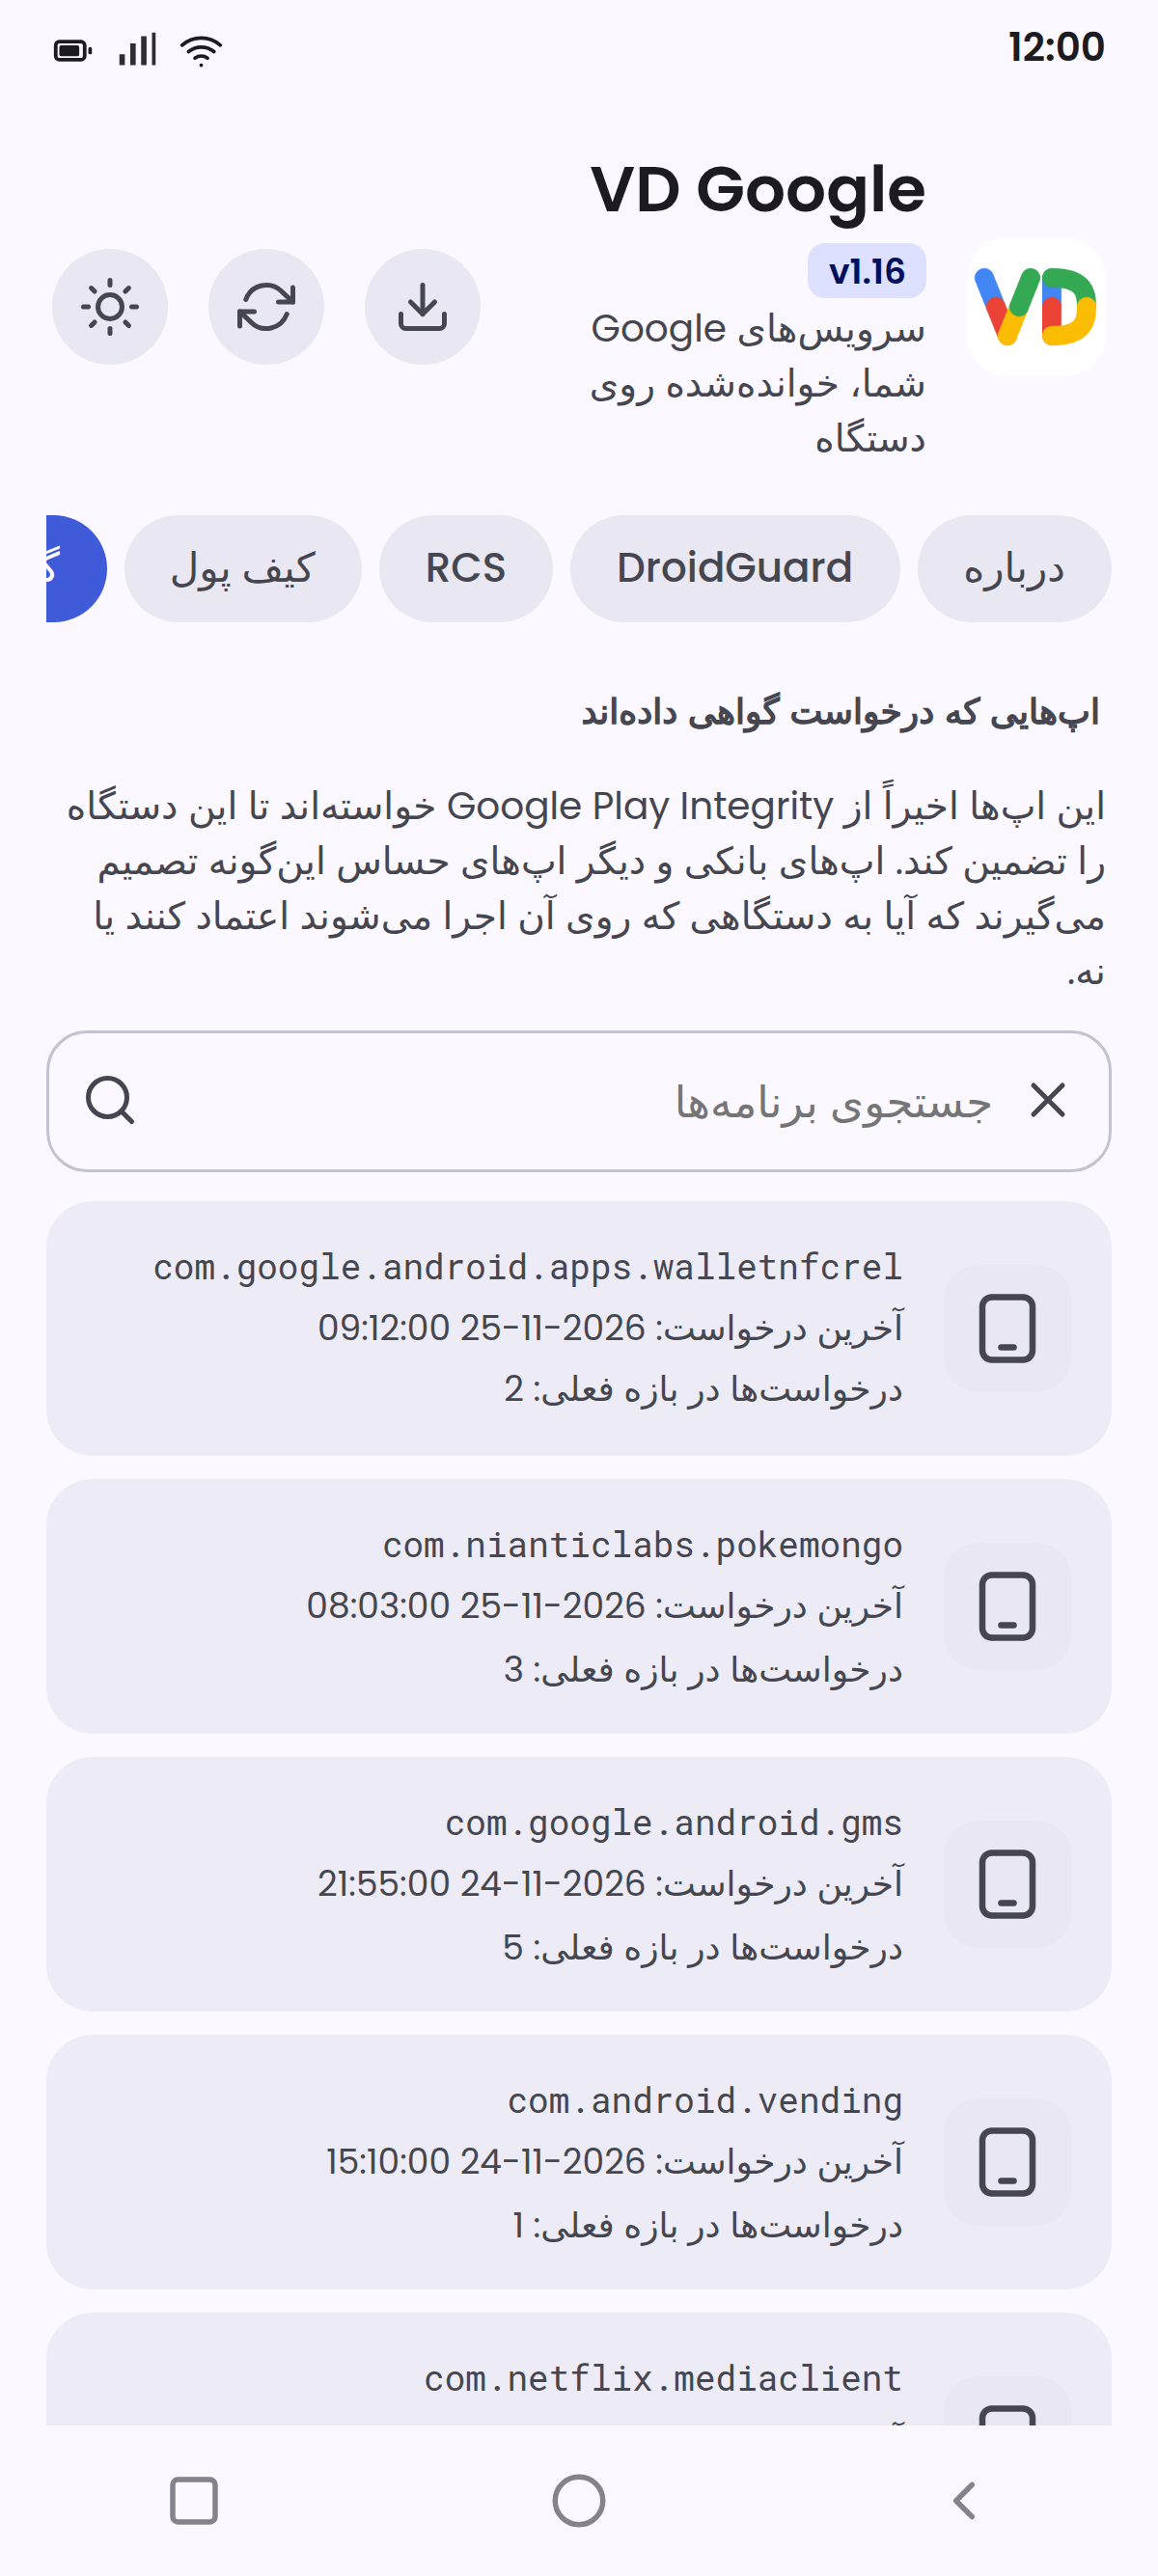 12:00
VD Google
v1.16
سرویس‌های Google
شما، خوانده‌شده روی
دستگاه
درباره
DroidGuard
RCS
کیف پول
اپ‌هایی که درخواست گواهی داده‌اند
این اپ‌ها اخیراً از Google Play Integrity خواسته‌اند تا این دستگاه
را تضمین کند. اپ‌های بانکی و دیگر اپ‌های حساس این‌گونه تصمیم
می‌گیرند که آیا به دستگاهی که روی آن اجرا می‌شوند اعتماد کنند یا
نه.
جستجوی برنامه‌ها
com.google.android.apps.walletnfcrel
آخرین درخواست: 2026-11-25 09:12:00
درخواست‌ها در بازه فعلی: 2
com.nianticlabs.pokemongo
آخرین درخواست: 2026-11-25 08:03:00
درخواست‌ها در بازه فعلی: 3
com.google.android.gms
آخرین درخواست: 2026-11-24 21:55:00
درخواست‌ها در بازه فعلی: 5
com.android.vending
آخرین درخواست: 2026-11-24 15:10:00
درخواست‌ها در بازه فعلی: 1
com.netflix.mediaclient